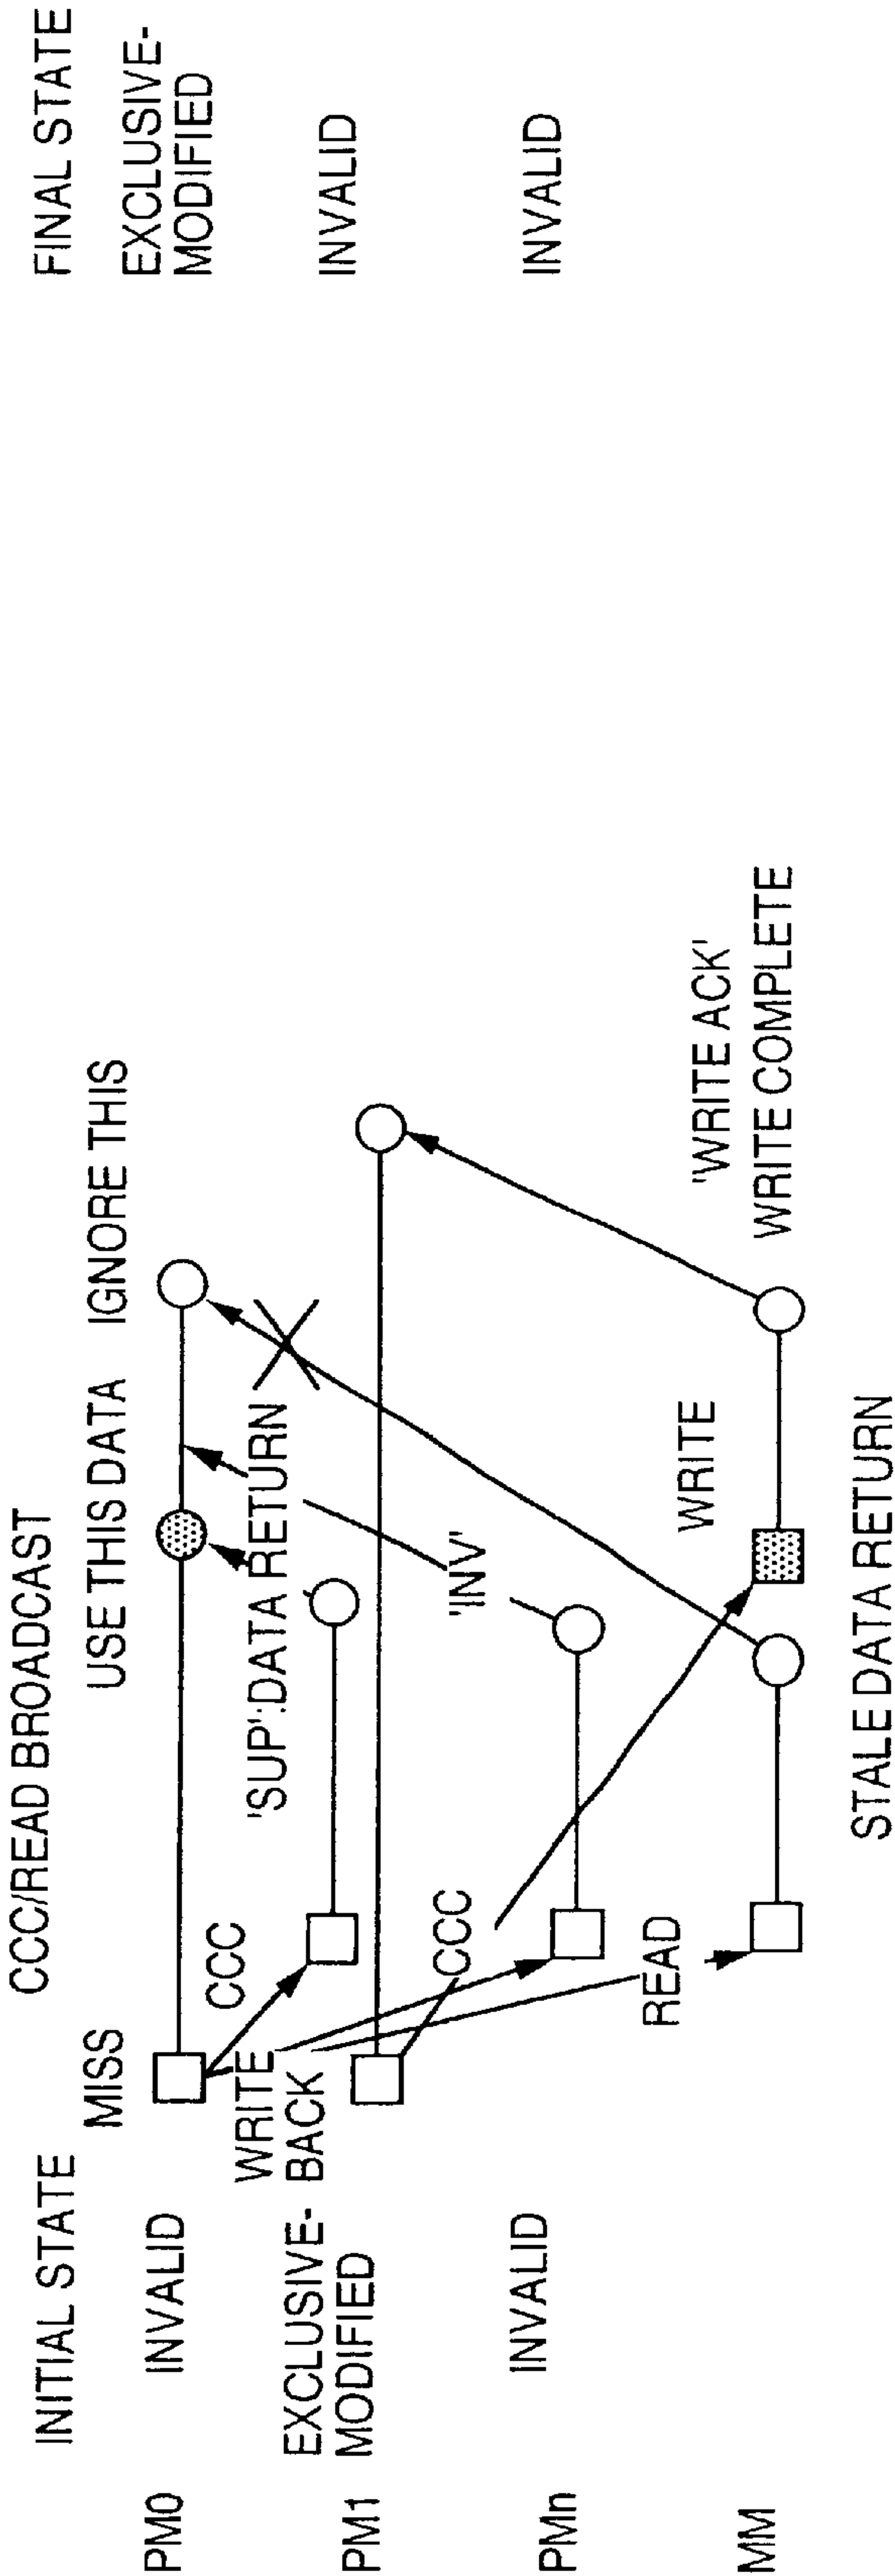 INITIAL STATE
CCC/READ BROADCAST
FINAL STATE
MISS
USE THIS DATA
IGNORE THIS
PM0
INVALID
EXCLUSIVE-
MODIFIED
CCC
'SUP':DATA RETURN
WRITE
BACK
PM1
EXCLUSIVE-
MODIFIED
INVALID
CCC
'INV'
PMn
INVALID
INVALID
READ
WRITE
'WRITE ACK'
WRITE COMPLETE
MM
STALE DATA RETURN